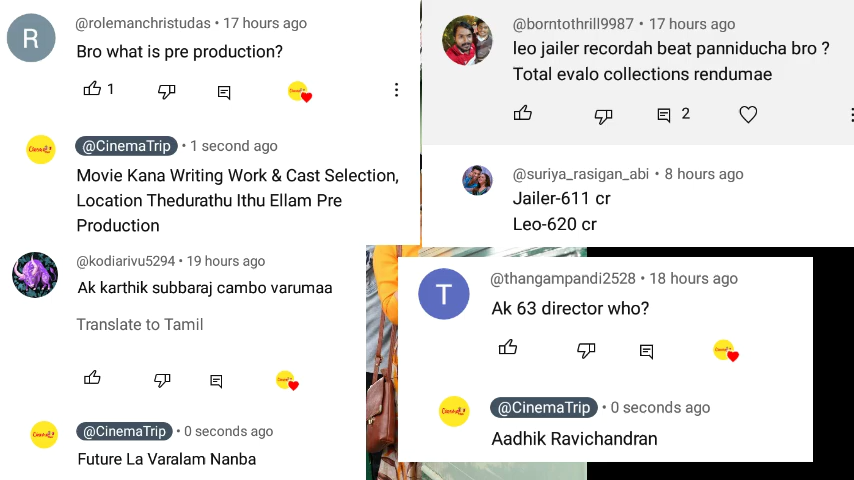 @rolemanchristudas • 17 hours ago
Bro what is pre production?
1
@CinemaTrip • 1 second ago
Movie Kana Writing Work & Cast Selection,
Location Thedurathu Ithu Ellam Pre
Production
@kodiarivu5294 • 19 hours ago
Ak karthik subbaraj cambo varumaa
Translate to Tamil
@CinemaTrip • 0 seconds ago
Future La Varalam Nanba
@borntothrill9987 • 17 hours ago
leo jailer recordah beat panniducha bro ?
Total evalo collections rendumae
2
@suriya_rasigan_abi • 8 hours ago
Jailer-611 cr
Leo-620 cr
T
@thangampandi2528 • 18 hours ago
Ak 63 director who?
@CinemaTrip • 0 seconds ago
Aadhik Ravichandran
R